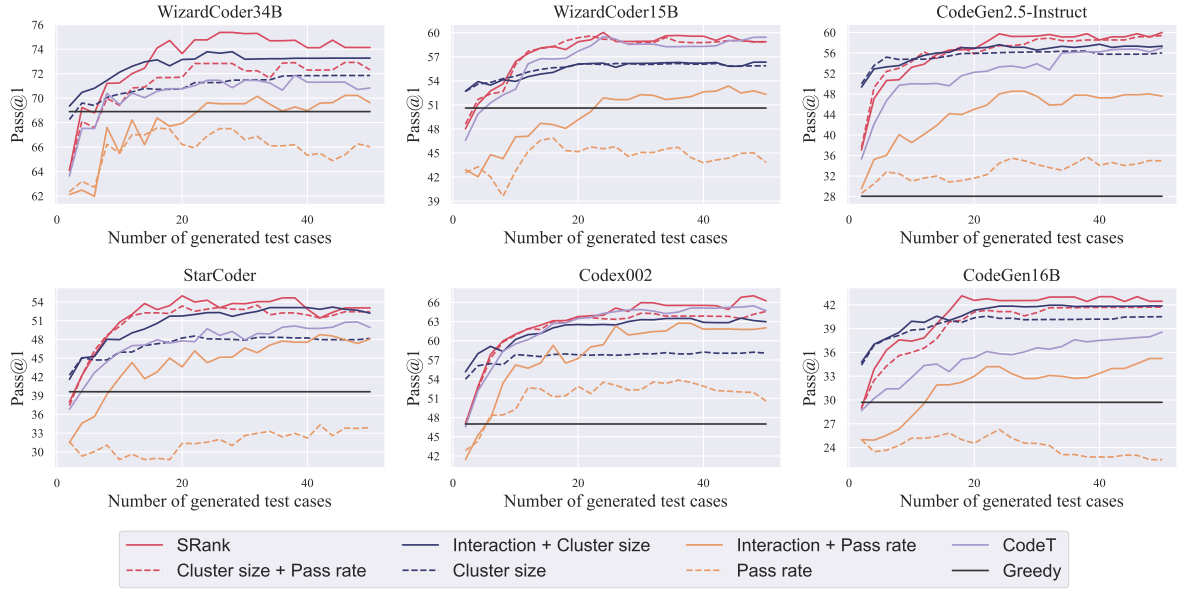 WizardCoder34B
WizardCoder15B
CodeGen2.5-Instruct
Pass@1
76
74
72
70
68
66
64
62
0
20
40
Number of generated test cases
Pass@1
60
57
54
51
48
45
42
39
0
20
40
Number of generated test cases
Pass@1
60
56
52
48
44
40
36
32
28
0
20
40
Number of generated test cases
StarCoder
Codex002
CodeGen16B
Pass@1
54
51
48
45
42
39
36
33
30
0
20
40
Number of generated test cases
Pass@1
66
63
60
57
54
51
48
45
42
0
20
40
Number of generated test cases
Pass@1
42
39
36
33
30
27
24
0
20
40
Number of generated test cases
SRank
Interaction + Cluster size
Interaction + Pass rate
CodeT
Cluster size + Pass rate
Cluster size
Pass rate
Greedy